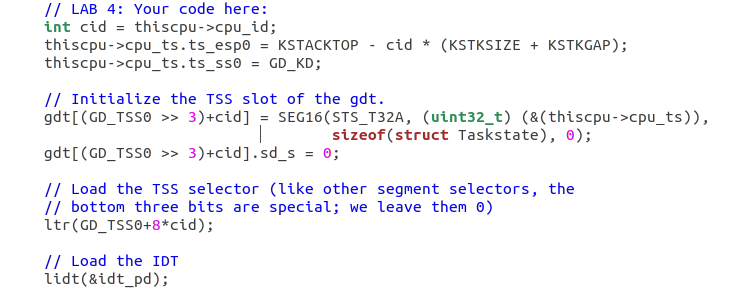 // LAB 4: Your code here:
int cid = thiscpu->cpu_id;
thiscpu->cpu_ts.ts_esp0 = KSTACKTOP - cid * (KSTKSIZE + KSTKGAP);
thiscpu->cpu_ts.ts_ss0 = GD_KD;
// Initialize the TSS slot of the gdt.
gdt[(GD_TSS0 >> 3)+cid] = SEG16(STS_T32A, (uint32_t) (&(thiscpu->cpu_ts)),
sizeof(struct Taskstate), 0);
gdt[(GD_TSS0 >> 3)+cid].sd_s = 0;
// Load the TSS selector (like other segment selectors, the
// bottom three bits are special; we leave them 0)
ltr(GD_TSS0+8*cid);
// Load the IDT
lidt(&idt_pd);